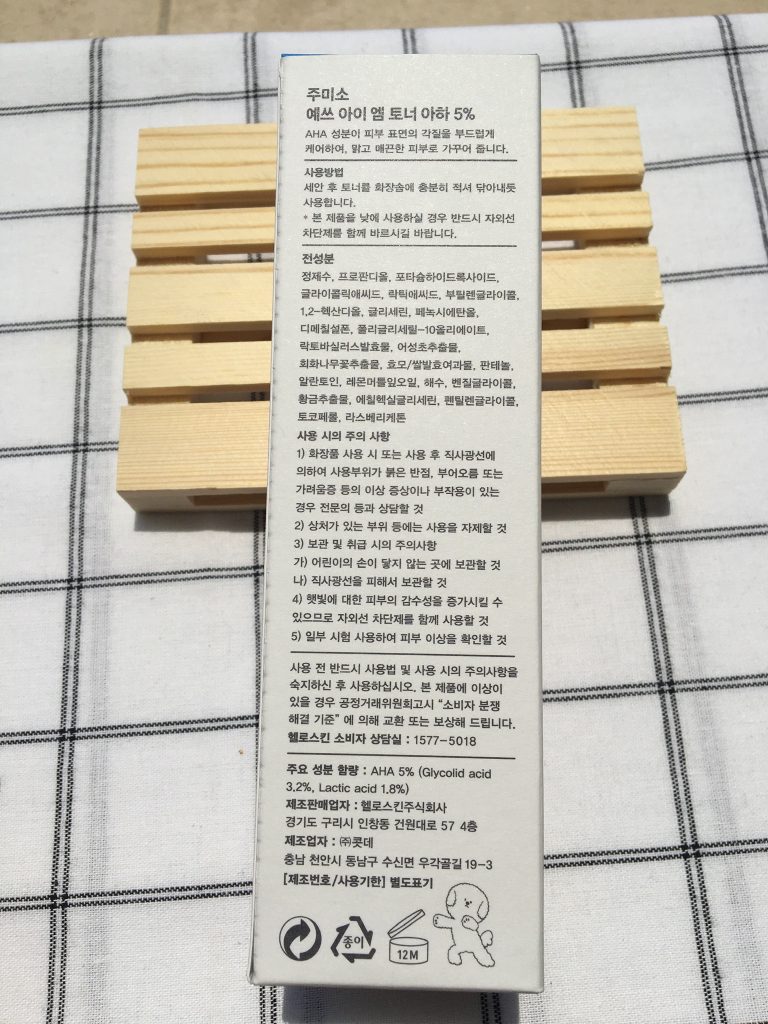 주미소
예쓰 아이 엠 토너 아하 5%
AHA 성분이 피부 표면의 각질을 부드럽게
케어하여, 맑고 매끈한 피부로 가꾸어 줍니다.
사용방법
세안 후 토너를 화장솜에 충분히 적셔 닦아내듯
사용합니다.
* 본 제품을 낮에 사용하실 경우 반드시 자외선
차단제를 함께 바르시길 바랍니다.
전성분
정제수, 프로판디올, 포타슘하이드록사이드,
글라이콜릭애씨드, 락틱애씨드, 부틸렌글라이콜,
1,2-헥산디올, 글리세린, 페녹시에탄올,
디메칠설폰, 폴리글리세릴-10올리에이트,
락토바실러스발효물, 어성초추출물,
회화나무꽃추출물, 효모/쌀발효여과물, 판테놀,
알란토인, 레몬머틀잎오일, 해수, 벤질글라이콜,
황금추출물, 에칠헥실글리세린, 펜틸렌글라이콜,
토코페롤, 라스베리케톤
사용 시의 주의 사항
1) 화장품 사용 시 또는 사용 후 직사광선에
의하여 사용부위가 붉은 반점, 부어오름 또는
가려움증 등의 이상 증상이나 부작용이 있는
경우 전문의 등과 상담할 것
2) 상처가 있는 부위 등에는 사용을 자제할 것
3) 보관 및 취급 시의 주의사항
가) 어린이의 손이 닿지 않는 곳에 보관할 것
나) 직사광선을 피해서 보관할 것
4) 햇빛에 대한 피부의 감수성을 증가시킬 수
있으므로 자외선 차단제를 함께 사용할 것
5) 일부 시험 사용하여 피부 이상을 확인할 것
사용 전 반드시 사용법 및 사용 시의 주의사항을
숙지하신 후 사용하십시오. 본 제품에 이상이
있을 경우 공정거래위원회고시 “소비자 분쟁
해결 기준” 에 의해 교환 또는 보상해 드립니다.
헬로스킨 소비자 상담실 : 1577-5018
주요 성분 함량 : AHA 5% (Glycolid acid
3.2%, Lactic acid 1.8%)
제조판매업자 : 헬로스킨주식회사
경기도 구리시 인창동 건원대로 57 4층
제조업자 : ㈜콧데
충남 천안시 동남구 수신면 우각골길 19-3
[제조번호/사용기한] 별도표기
종이
12M